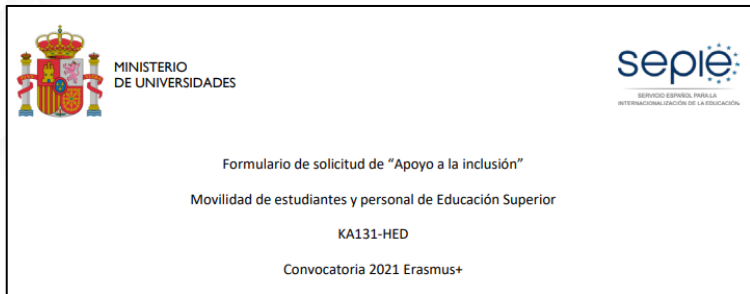 MINISTERIO
DE UNIVERSIDADES
sepie
SERVICIO ESPAÑOL PARA LA
INTERNACIONALIZACIÓN DE LA EDUCACIÓN
Formulario de solicitud de “Apoyo a la inclusión”
Movilidad de estudiantes y personal de Educación Superior
KA131-HED
Convocatoria 2021 Erasmus+